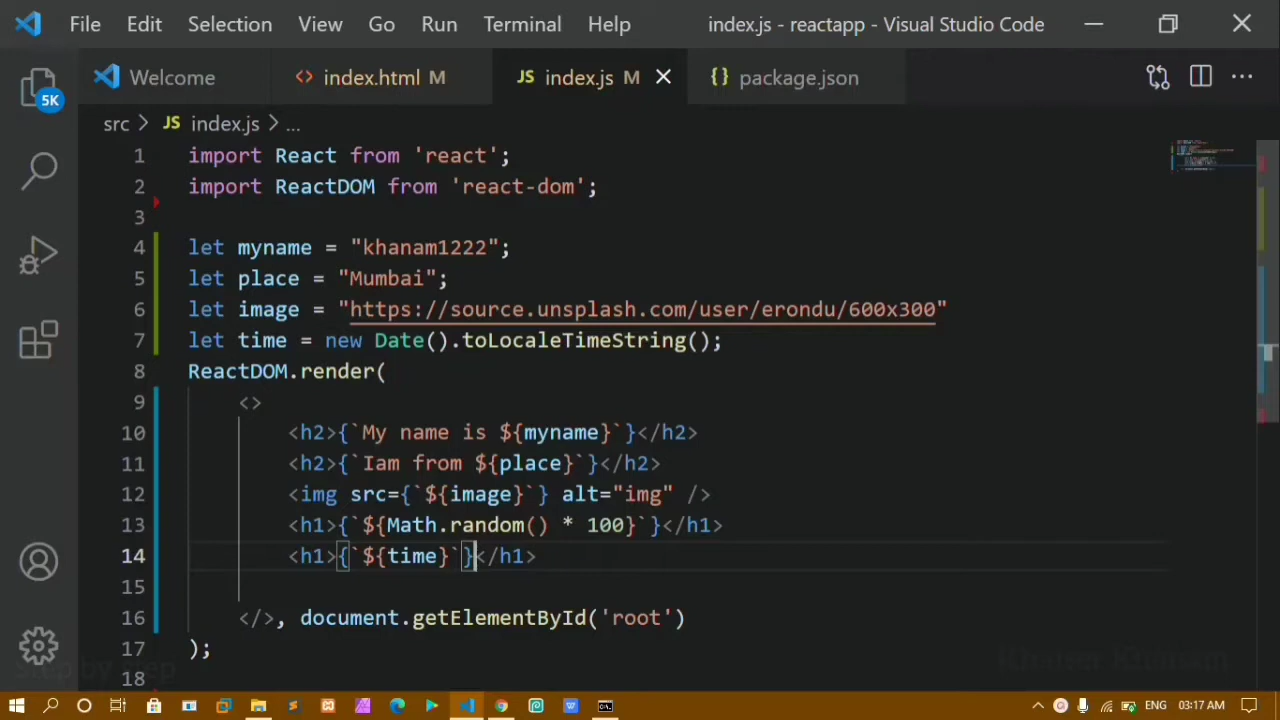 File Edit Selection View Go Run Terminal Help index.js - reactapp - Visual Studio Code
Welcome index.html M JS index.js M {} package.json
5K
src > JS index.js > ...
1 import React from 'react';
2 import ReactDOM from 'react-dom';
3
4 let myname = "khanam1222";
5 let place = "Mumbai";
6 let image = "https://source.unsplash.com/user/erondu/600x300"
7 let time = new Date().toLocaleTimeString();
8 ReactDOM.render(
9 <>
10 <h2>{`My name is ${myname}`}</h2>
11 <h2>{`Iam from ${place}`}</h2>
12 <img src={`${image}`} alt="img" />
13 <h1>{`${Math.random() * 100}`}</h1>
14 <h1>{`${time}`}</h1>
15
16 </>, document.getElementById('root')
17 );
step by step
18
ENG 03:17 AM